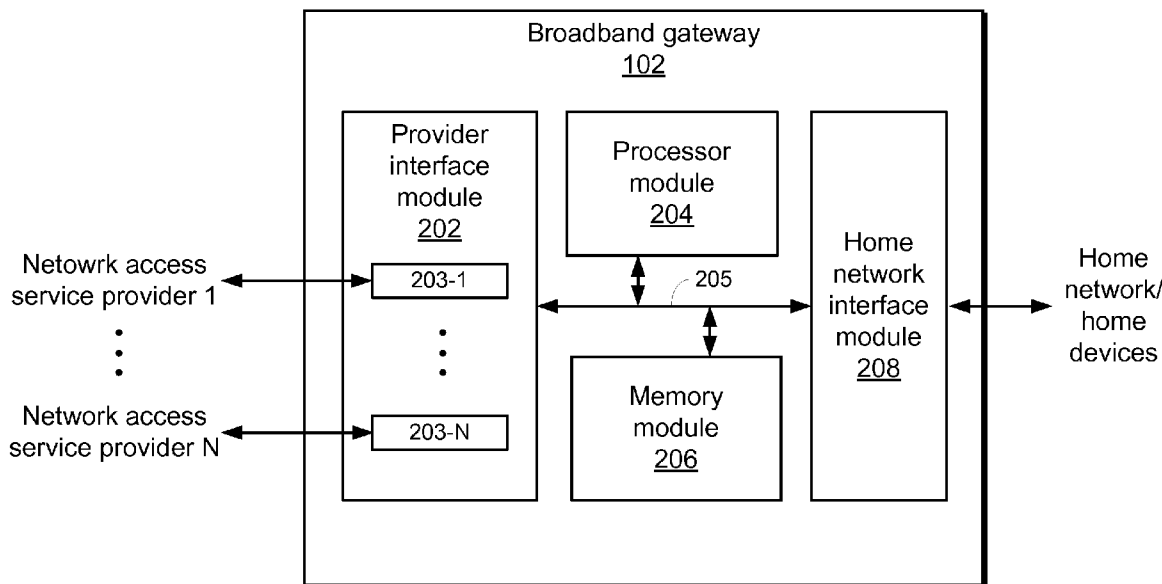 Broadband gateway
102
Provider
interface
module
202
203-1
203-N
Processor
module
204
205
Memory
module
206
Home
network
interface
module
208
Netowrk access
service provider 1
Network access
service provider N
Home
network/
home
devices